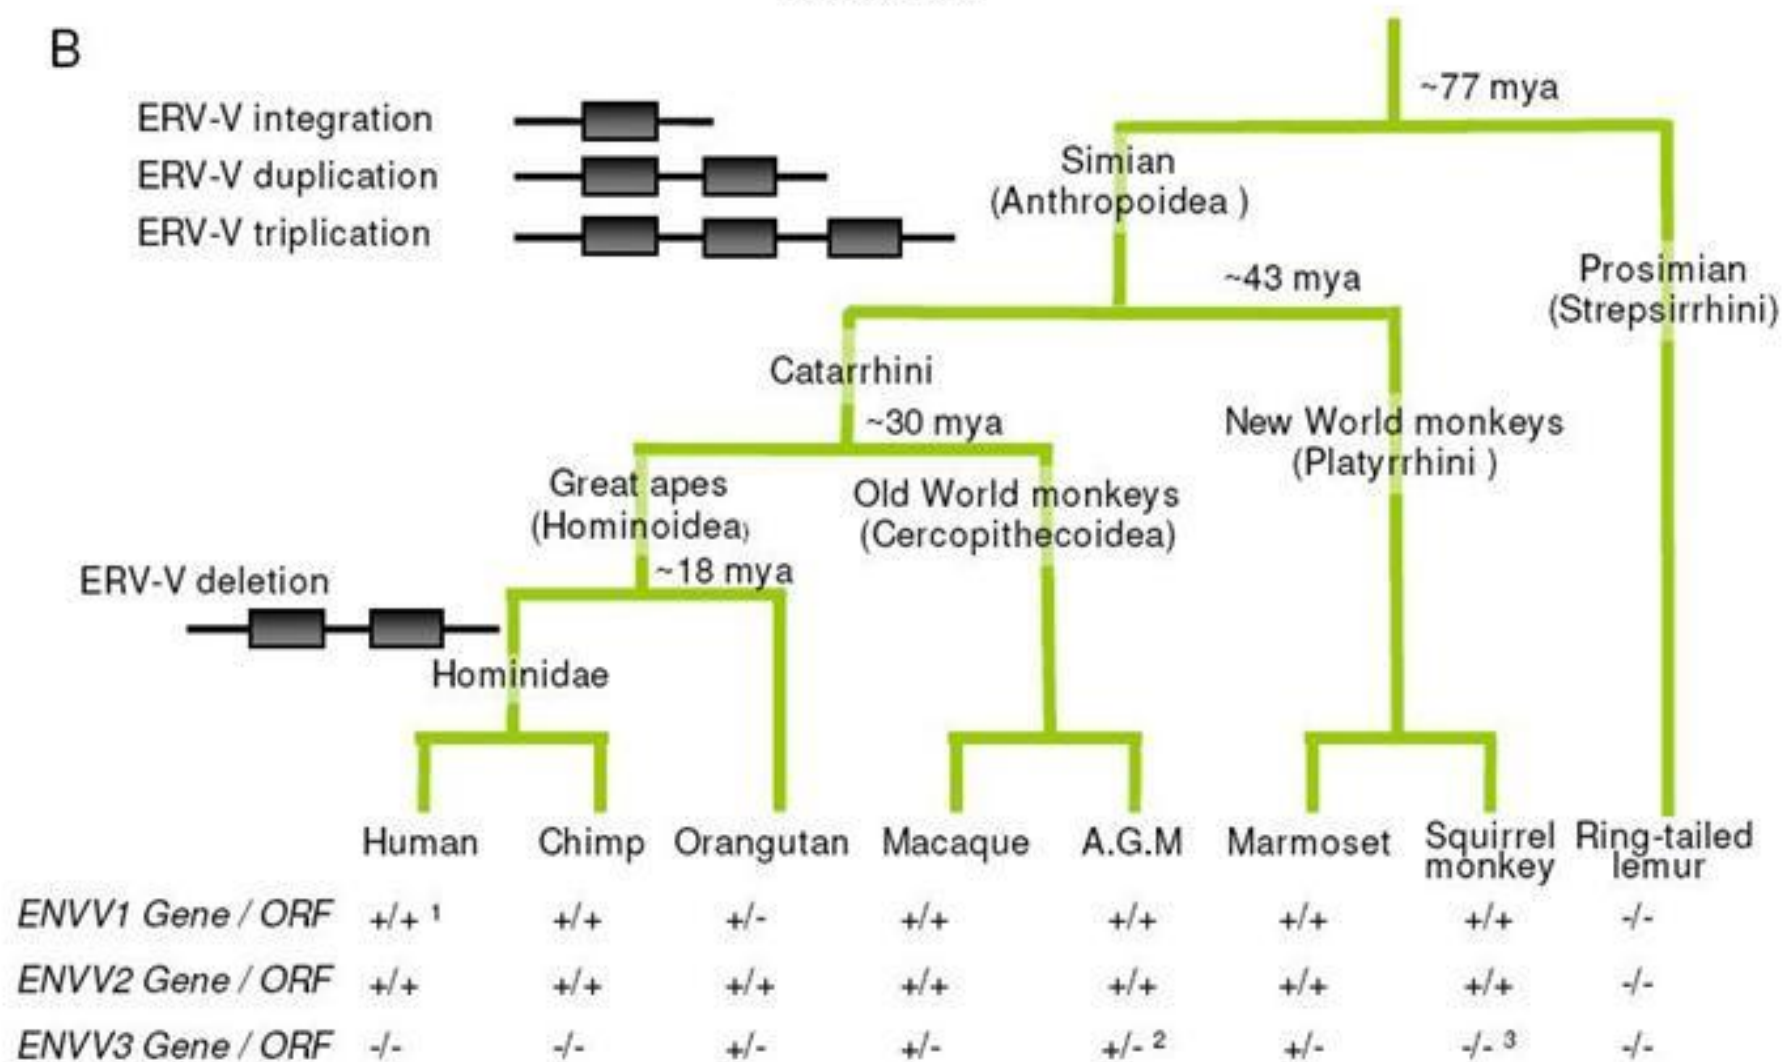 B
~77 mya
ERV-V integration
ERV-V duplication
ERV-V triplication
Simian
(Anthropoidea )
Prosimian
(Strepsirrhini)
~43 mya
Catarrhini
~30 mya
New World monkeys
(Platyrrhini )
Great apes
(Hominoidea)
Old World monkeys
(Cercopithecoidea)
~18 mya
ERV-V deletion
Hominidae
Human Chimp Orangutan Macaque A.G.M Marmoset Squirrel monkey Ring-tailed lemur
ENVV1 Gene / ORF +/+ 1 +/+ +/- +/+ +/+ +/+ +/+ -/-
ENVV2 Gene / ORF +/+ +/+ +/+ +/+ +/+ +/+ +/+ -/-
ENVV3 Gene / ORF -/- -/- +/- +/- +/- 2 +/- -/- 3 -/-